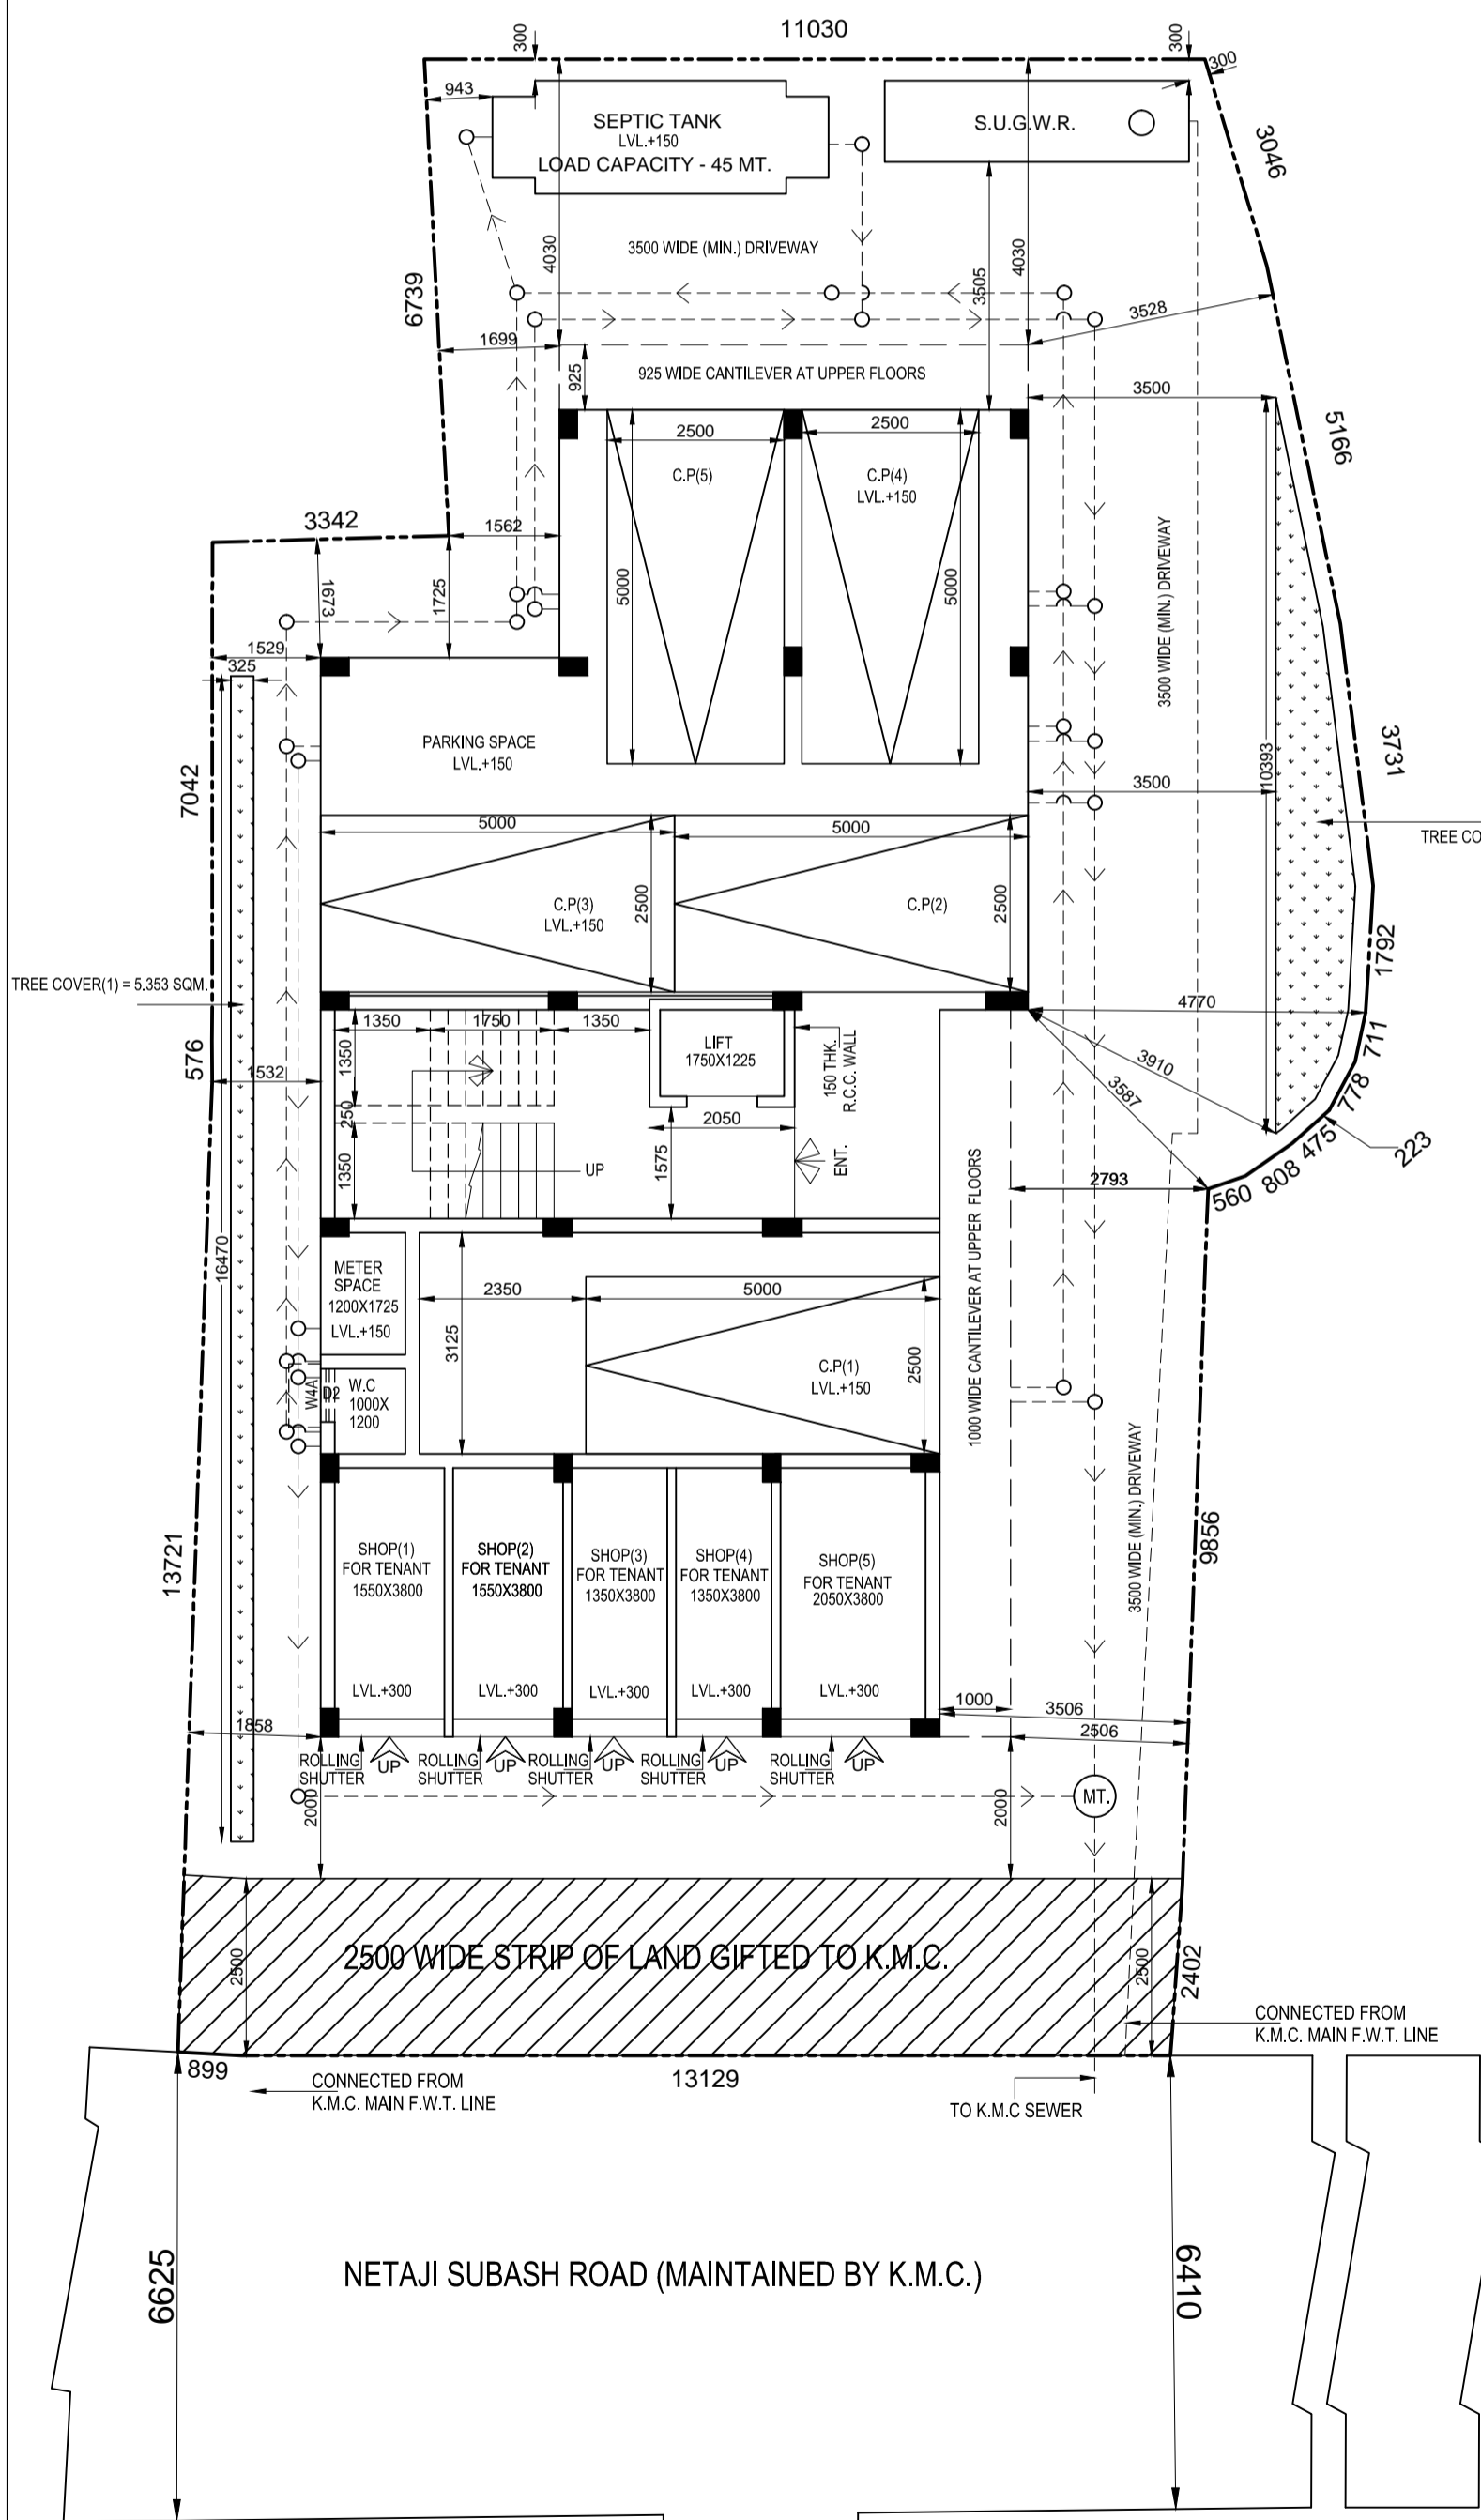 11030
300
300
300
943
SEPTIC TANK
LVL.+150
LOAD CAPACITY - 45 MT.
S.U.G.W.R.
3046
4030
3500 WIDE (MIN.) DRIVEWAY
3505
4030
6739
3528
1699
925
925 WIDE CANTILEVER AT UPPER FLOORS
3500
5166
2500
2500
C.P(5)
C.P(4)
LVL.+150
3342
1562
1673
1725
5000
5000
3500 WIDE (MIN.) DRIVEWAY
1529
325
PARKING SPACE
LVL.+150
7042
3731
10393
3500
5000
5000
TREE CO
2500
2500
C.P(3)
LVL.+150
C.P(2)
1792
TREE COVER(1) = 5.353 SQM.
4770
1350
1750
1350
LIFT
1750X1225
150 THK.
R.C.C. WALL
711
576
1532
1350
250
1350
3910
3587
778
2050
475
223
1575
UP
ENT.
808
560
2793
1000 WIDE CANTILEVER AT UPPER FLOORS
16470
METER
SPACE
1200X1725
LVL.+150
2350
5000
3125
2500
C.P(1)
LVL.+150
W4A
D2
W.C
1000X
1200
3500 WIDE (MIN.) DRIVEWAY
9856
13721
SHOP(1)
FOR TENANT
1550X3800
SHOP(2)
FOR TENANT
1550X3800
SHOP(3)
FOR TENANT
1350X3800
SHOP(4)
FOR TENANT
1350X3800
SHOP(5)
FOR TENANT
2050X3800
LVL.+300
LVL.+300
LVL.+300
LVL.+300
LVL.+300
1000
3506
1858
2506
ROLLING
SHUTTER
UP
ROLLING
SHUTTER
UP
ROLLING
SHUTTER
UP
ROLLING
SHUTTER
UP
ROLLING
SHUTTER
UP
2000
2000
MT.
2500
2500 WIDE STRIP OF LAND GIFTED TO K.M.C.
2500
2402
CONNECTED FROM
K.M.C. MAIN F.W.T. LINE
899
13129
CONNECTED FROM
K.M.C. MAIN F.W.T. LINE
TO K.M.C SEWER
6625
NETAJI SUBASH ROAD (MAINTAINED BY K.M.C.)
6410